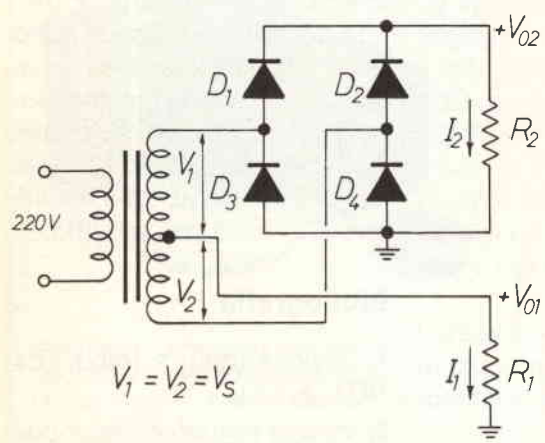 +V02
D1
D2
I2
R2
V1
D3
D4
220V
V2
+V01
V1 = V2 = VS
I1
R1